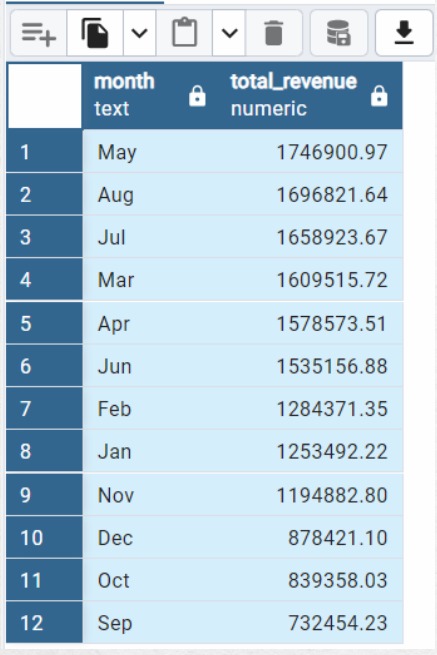 month total_revenue
text numeric
1 May 1746900.97
2 Aug 1696821.64
3 Jul 1658923.67
4 Mar 1609515.72
5 Apr 1578573.51
6 Jun 1535156.88
7 Feb 1284371.35
8 Jan 1253492.22
9 Nov 1194882.80
10 Dec 878421.10
11 Oct 839358.03
12 Sep 732454.23